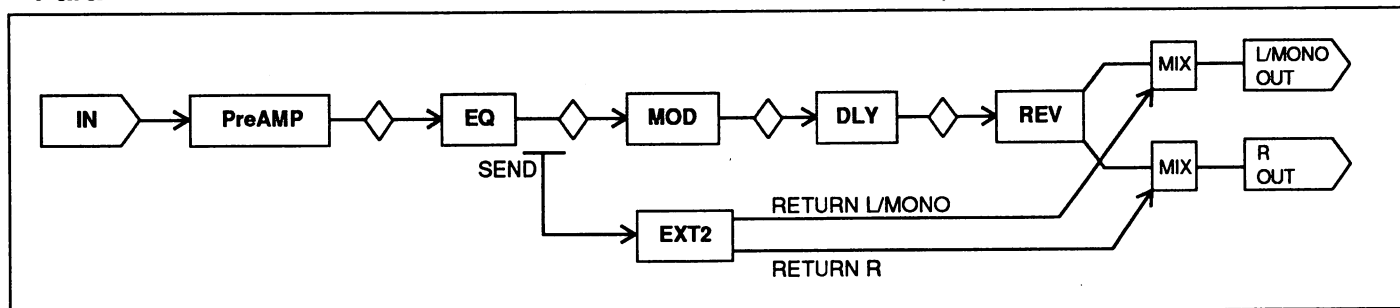 IN
PreAMP
EQ
MOD
DLY
REV
MIX
L/MONO
OUT
MIX
R
OUT
SEND
EXT2
RETURN L/MONO
RETURN R